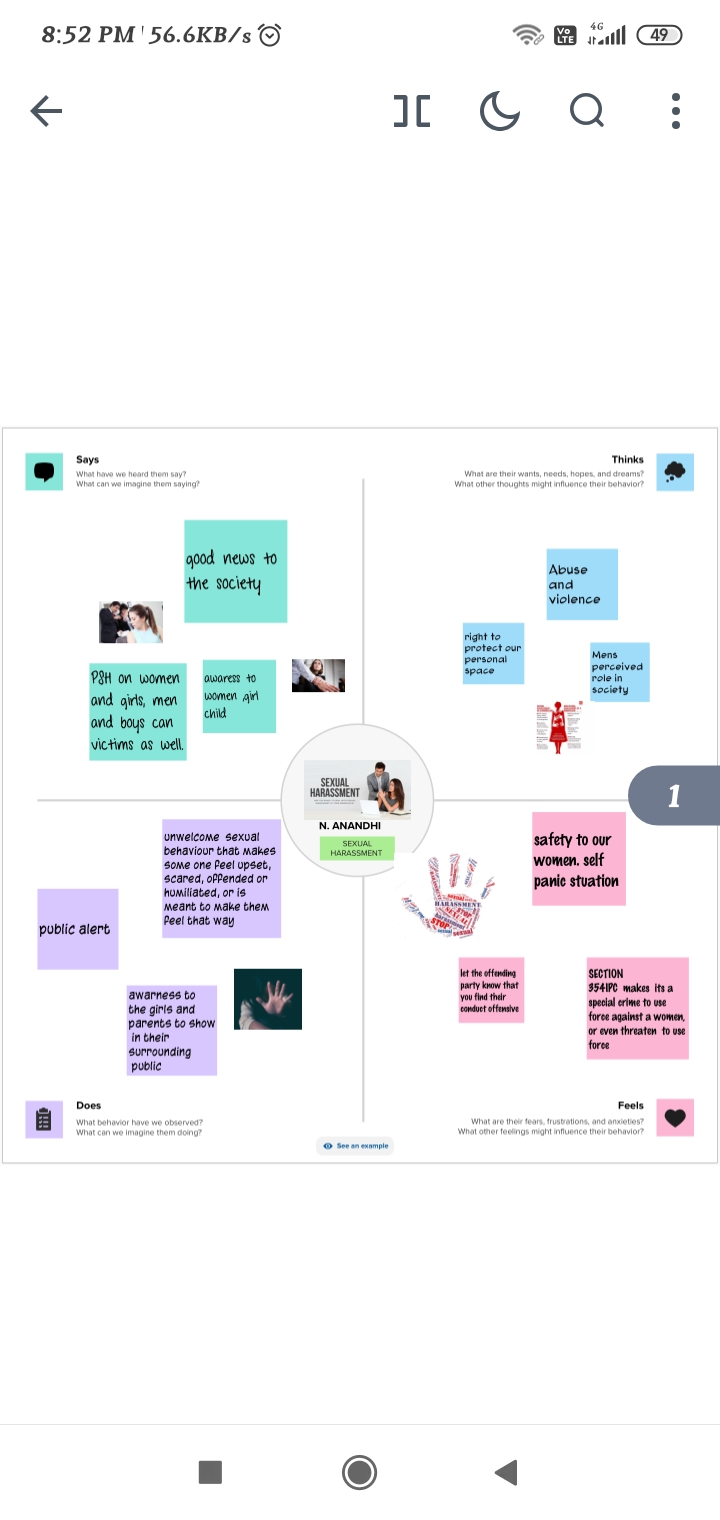 8:52 PM 56.6KB/s
4G
Vo
LTE
49
Says
What have we heard them say?
What can we imagine them saying?
Thinks
What are their wants, needs, hopes, and dreams?
What other thoughts might influence their behavior?
good news to
the society
Abuse
and
violence
right to
protect our
personal
space
Mens
perceived
role in
society
PSH on women
and girls, men
and boys can
victims as well.
awaress to
women ,girl
child
SEXUAL
HARASSMENT
N. ANANDHI
SEXUAL
HARASSMENT
1
unwelcome sexual
behaviour that makes
some one feel upset,
scared, offended or
humiliated, or is
meant to make them
feel that way
public alert
awarness to
the girls and
parents to show
in their
surrounding
public
HARASSMENT
STOP
SEXUAL
STOP
safety to our
women. self
panic stuation
let the offending
party know that
you find their
conduct offensive
SECTION
354IPC makes its a
special crime to use
force against a women,
or even threaten to use
force
Does
What behavior have we observed?
What can we imagine them doing?
Feels
What are their fears, frustrations, and anxieties?
What other feelings might influence their behavior?
See an example